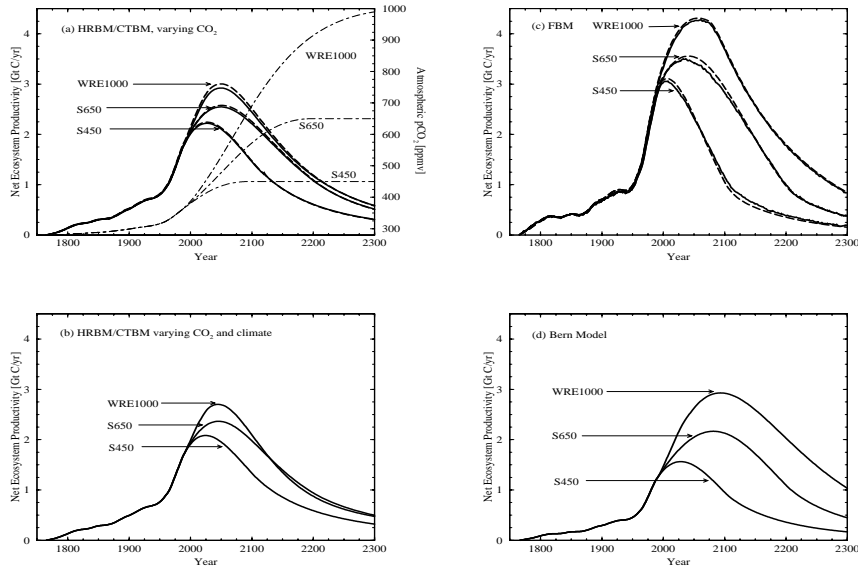 (a) HRBM/CTBM, varying CO2
WRE1000
S650
S450
WRE1000
S650
S450
Net Ecosystem Productivity [Gt C/yr]
0
1
2
3
4
1800
1900
2000
2100
2200
2300
Year
1000
900
800
700
600
500
400
300
Atmospheric pCO2 [ppmv]
(c) FBM
WRE1000
S650
S450
Net Ecosystem Productivity [Gt C/yr]
4
3
2
1
0
1800
1900
2000
2100
2200
2300
Year
(b) HRBM/CTBM varying CO2 and climate
WRE1000
S650
S450
Net Ecosystem Productivity [Gt C/yr]
4
3
2
1
0
1800
1900
2000
2100
2200
2300
Year
(d) Bern Model
WRE1000
S650
S450
Net Ecosystem Productivity [Gt C/yr]
4
3
2
1
0
1800
1900
2000
2100
2200
2300
Year